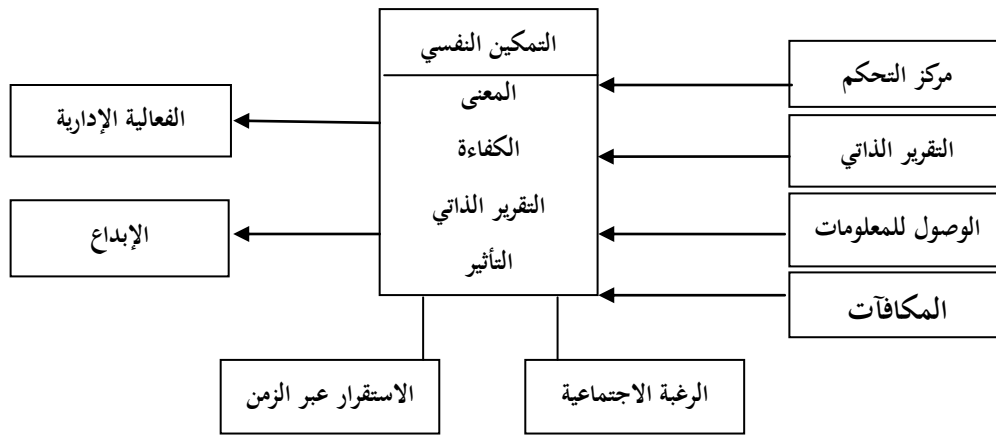 التمكين النفسي
المعنى
الكفاءة
التقرير الذاتي
التأثير
مركز التحكم
التقرير الذاتي
الوصول للمعلومات
المكافآت
الفعالية الإدارية
الإبداع
الرغبة الاجتماعية
الاستقرار عبر الزمن